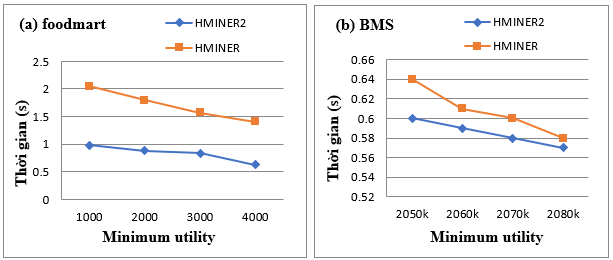 (a) foodmart
HMINER2
HMINER
2.5
2
1.5
1
0.5
0
Thời gian (s)
1000 2000 3000 4000
Minimum utility
(b) BMS
HMINER2
HMINER
0.66
0.64
0.62
0.6
0.58
0.56
0.54
0.52
Thời gian (s)
2050k 2060k 2070k 2080k
Minimum utility